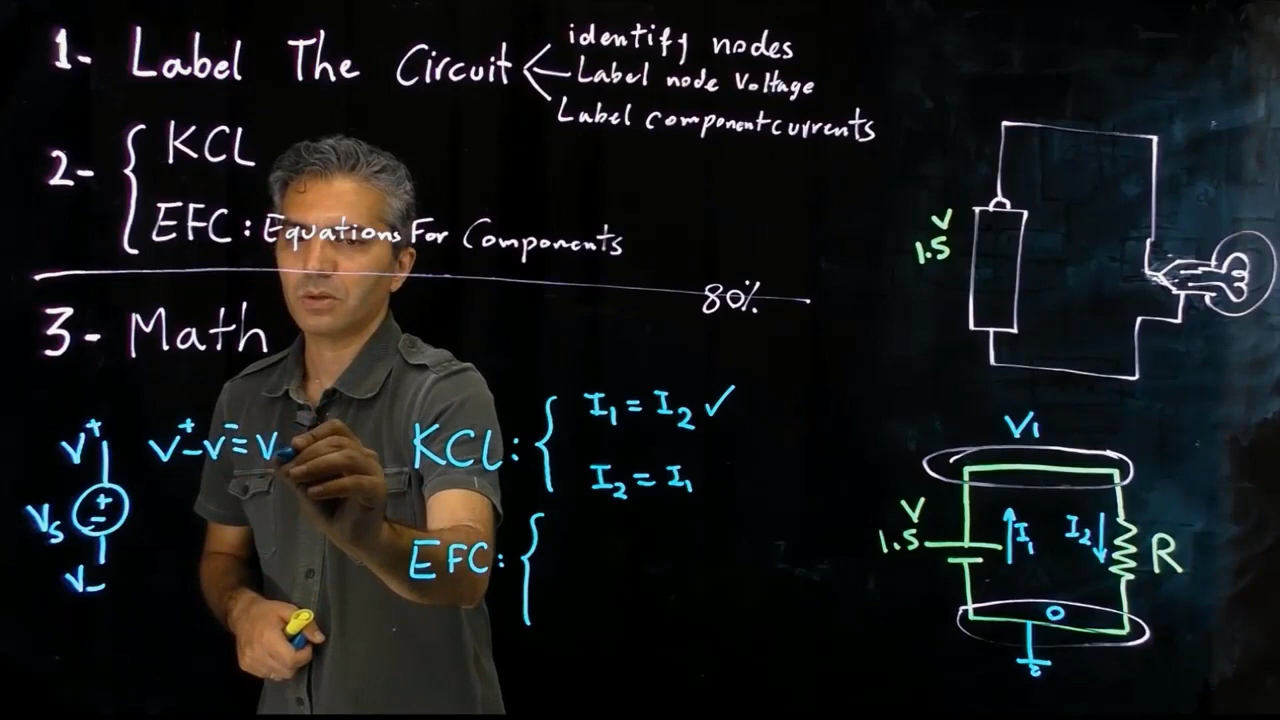 1- Label The Circuit
identify nodes
Label node Voltage
Label component currents
2- KCL
EFC: Equations For Components
80%
3- Math
V 1.5
V+
Vs
+
-
V-
V+ - V- = V
KCL: I1 = I2 ✓
I2 = I1
EFC:
V1
V 1.5
I1
I2
R
0